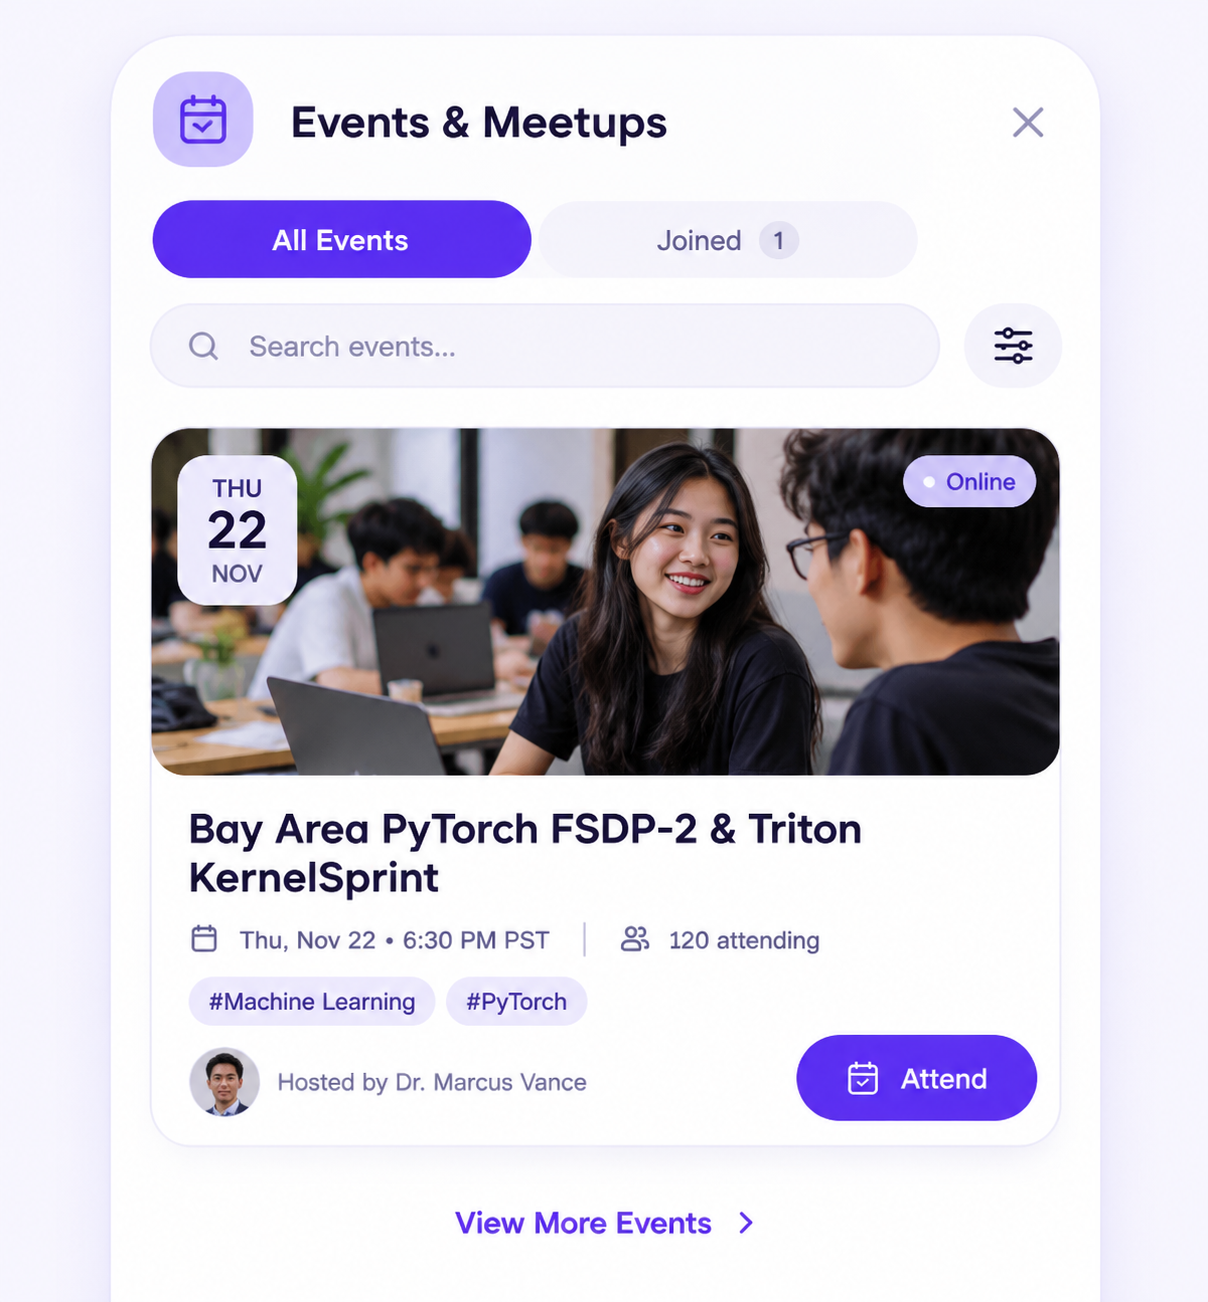 Events & Meetups
All Events
Joined 1
Search events...
THU
22
NOV
Online
Bay Area PyTorch FSDP-2 & Triton
KernelSprint
Thu, Nov 22 • 6:30 PM PST
120 attending
#Machine Learning
#PyTorch
Hosted by Dr. Marcus Vance
Attend
View More Events